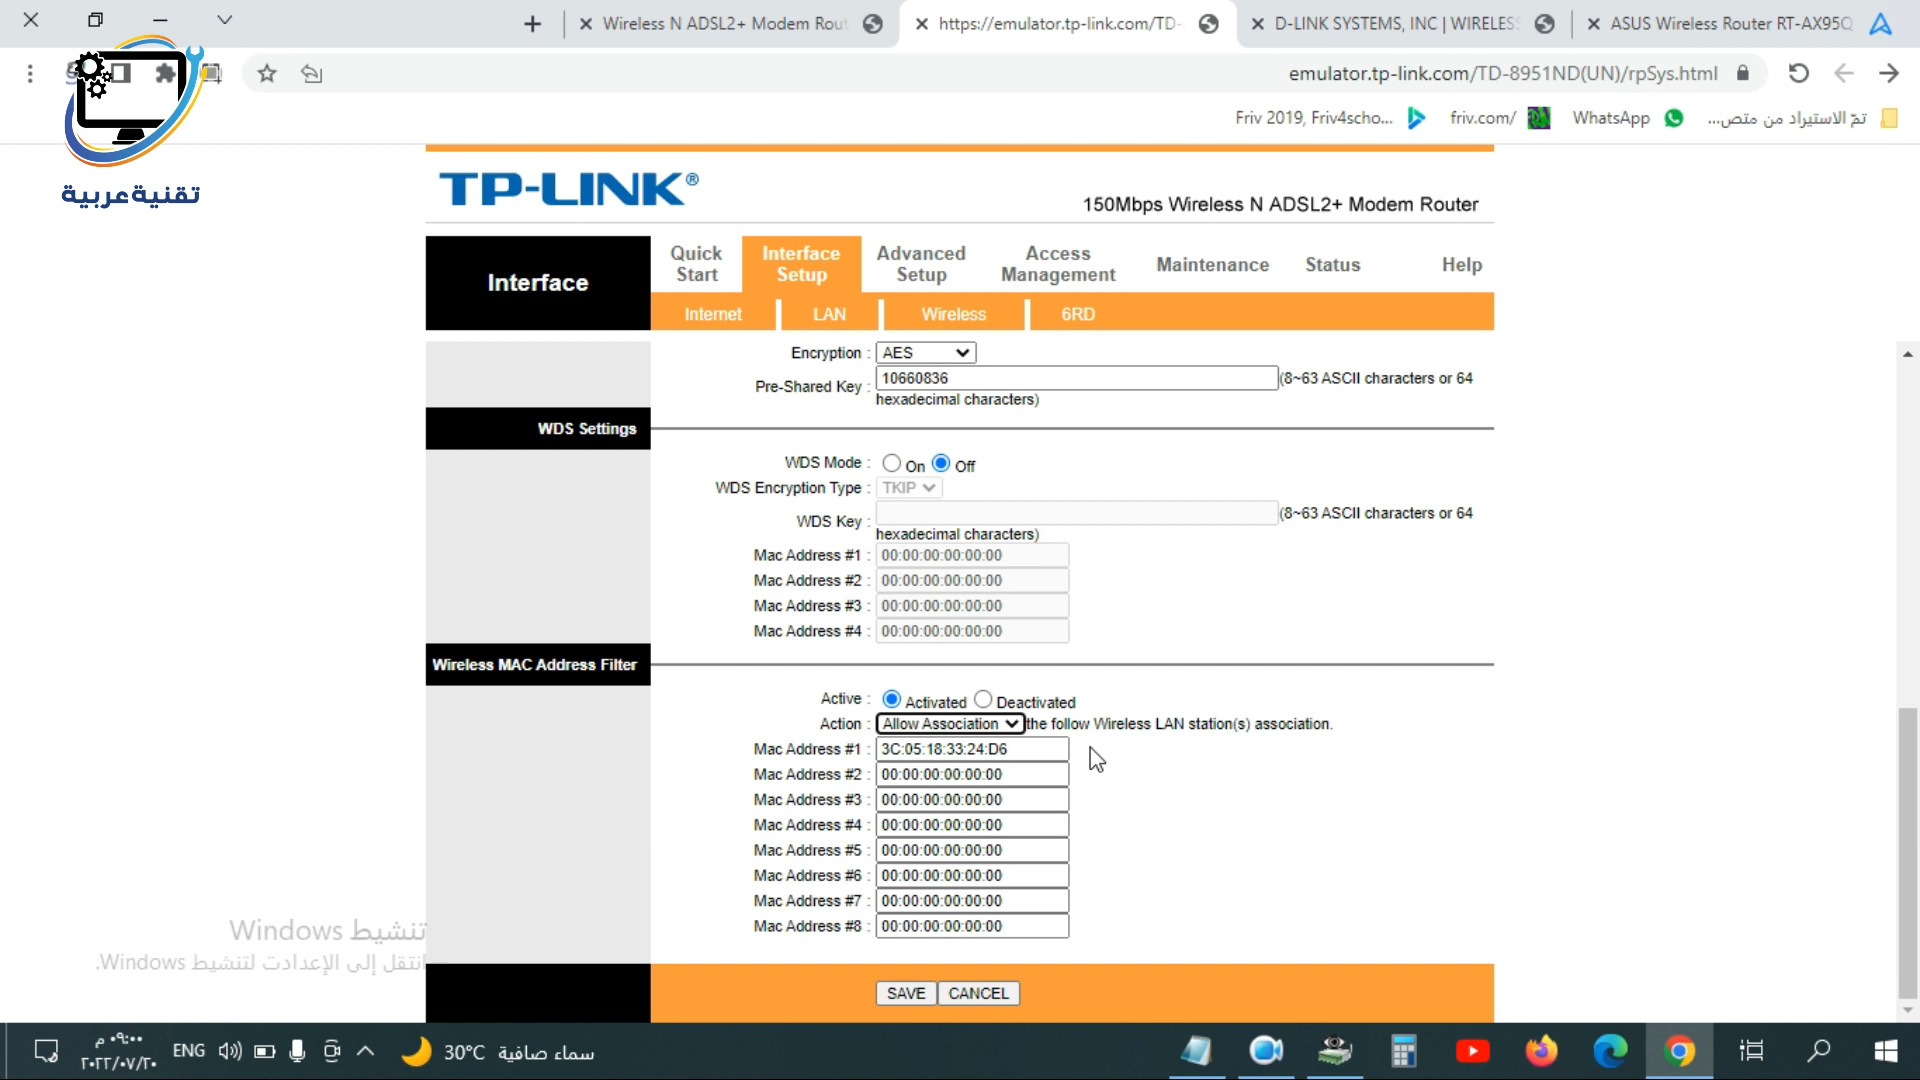 Wireless N ADSL2+ Modem Rout
https://emulator.tp-link.com/TD-
D-LINK SYSTEMS, INC | WIRELESS
ASUS Wireless Router RT-AX95Q
emulator.tp-link.com/TD-8951ND(UN)/rpSys.html
Friv 2019, Friv4scho...
friv.com/
WhatsApp
تمّ الاستيراد من متص...
تقنية عربية
TP-LINK®
150Mbps Wireless N ADSL2+ Modem Router
Interface
Quick Start
Interface Setup
Advanced Setup
Access Management
Maintenance
Status
Help
Internet
LAN
Wireless
6RD
Encryption : AES
Pre-Shared Key : 10660836 (8~63 ASCII characters or 64
hexadecimal characters)
WDS Settings
WDS Mode : On Off
WDS Encryption Type : TKIP
WDS Key : (8~63 ASCII characters or 64
hexadecimal characters)
Mac Address #1 : 00:00:00:00:00:00
Mac Address #2 : 00:00:00:00:00:00
Mac Address #3 : 00:00:00:00:00:00
Mac Address #4 : 00:00:00:00:00:00
Wireless MAC Address Filter
Active : Activated Deactivated
Action : Allow Association the follow Wireless LAN station(s) association.
Mac Address #1 : 3C:05:18:33:24:D6
Mac Address #2 : 00:00:00:00:00:00
Mac Address #3 : 00:00:00:00:00:00
Mac Address #4 : 00:00:00:00:00:00
Mac Address #5 : 00:00:00:00:00:00
Mac Address #6 : 00:00:00:00:00:00
Mac Address #7 : 00:00:00:00:00:00
Mac Address #8 : 00:00:00:00:00:00
تنشيط Windows
انتقل إلى الإعدادت لتنشيط Windows.
SAVE CANCEL
٠٩:٠٠ م
٢٠٢٢/٠٧/٢٠
ENG
30°C سماء صافية